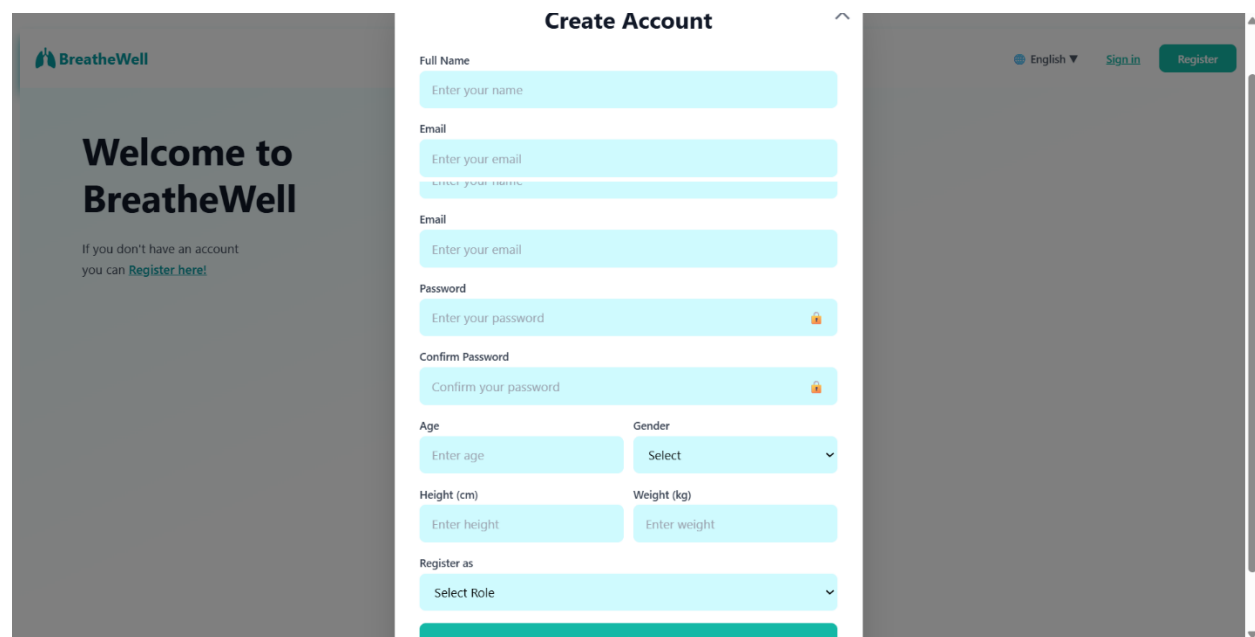 Create Account
BreatheWell
English ▼
Sign in
Register
Welcome to
BreatheWell
If you don't have an account
you can Register here!
Full Name
Enter your name
Email
Enter your email
Enter your name
Email
Enter your email
Password
Enter your password
Confirm Password
Confirm your password
Age
Gender
Enter age
Select
Height (cm)
Weight (kg)
Enter height
Enter weight
Register as
Select Role